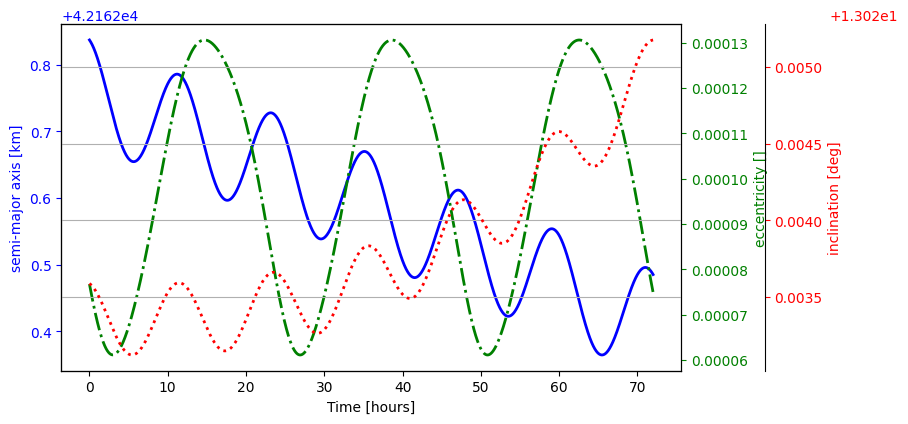 +4.2162e4
+1.302e1
0.8
0.7
0.6
0.5
0.4
semi-major axis [km]
0 10 20 30 40 50 60 70
Time [hours]
0.00013
0.00012
0.00011
0.00010
0.00009
0.00008
0.00007
0.00006
eccentricity []
0.0050
0.0045
0.0040
0.0035
inclination [deg]